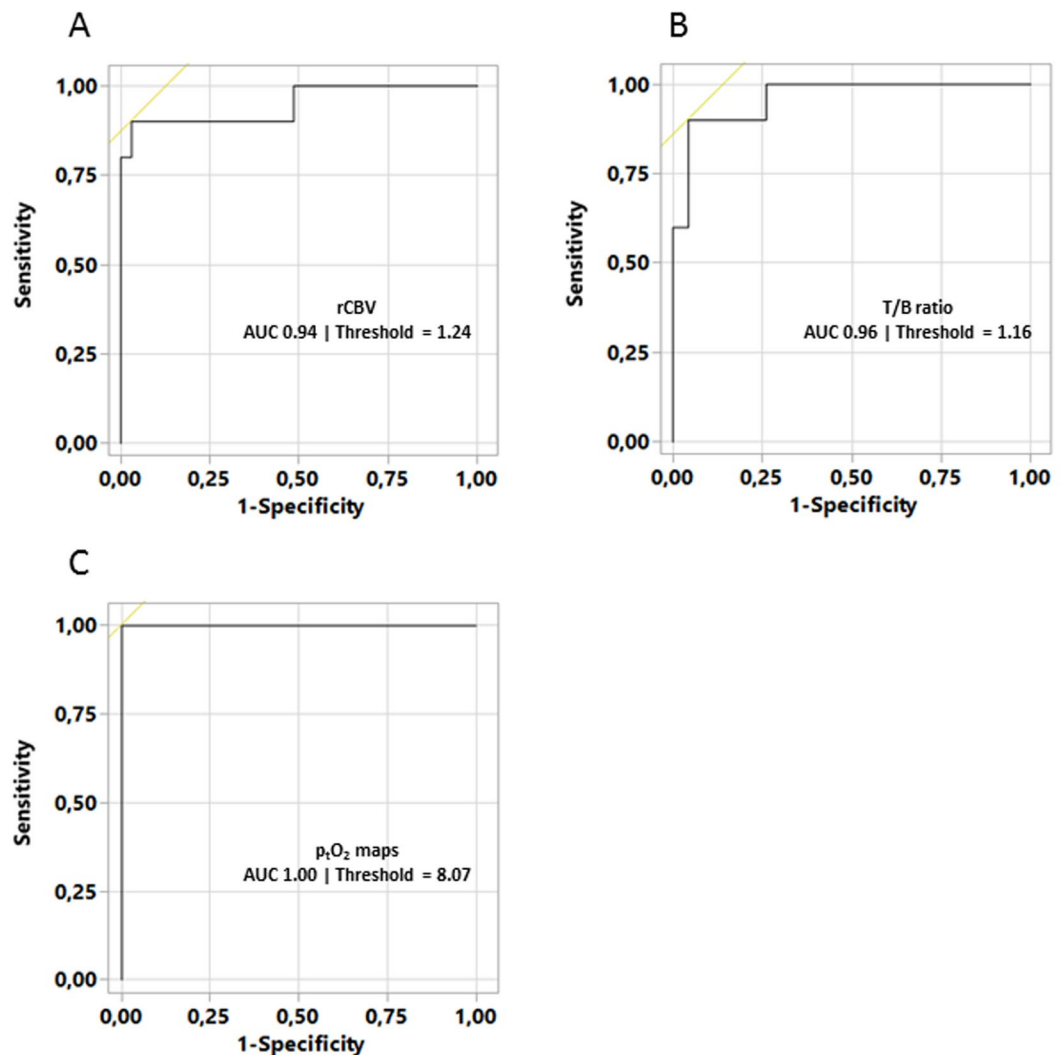 A
1,00
0,75
0,50
0,25
0,00
Sensitivity
rCBV
AUC 0.94 | Threshold = 1.24
0,00 0,25 0,50 0,75 1,00
1-Specificity
B
1,00
0,75
0,50
0,25
0,00
Sensitivity
T/B ratio
AUC 0.96 | Threshold = 1.16
0,00 0,25 0,50 0,75 1,00
1-Specificity
C
1,00
0,75
0,50
0,25
0,00
Sensitivity
ptO2 maps
AUC 1.00 | Threshold = 8.07
0,00 0,25 0,50 0,75 1,00
1-Specificity